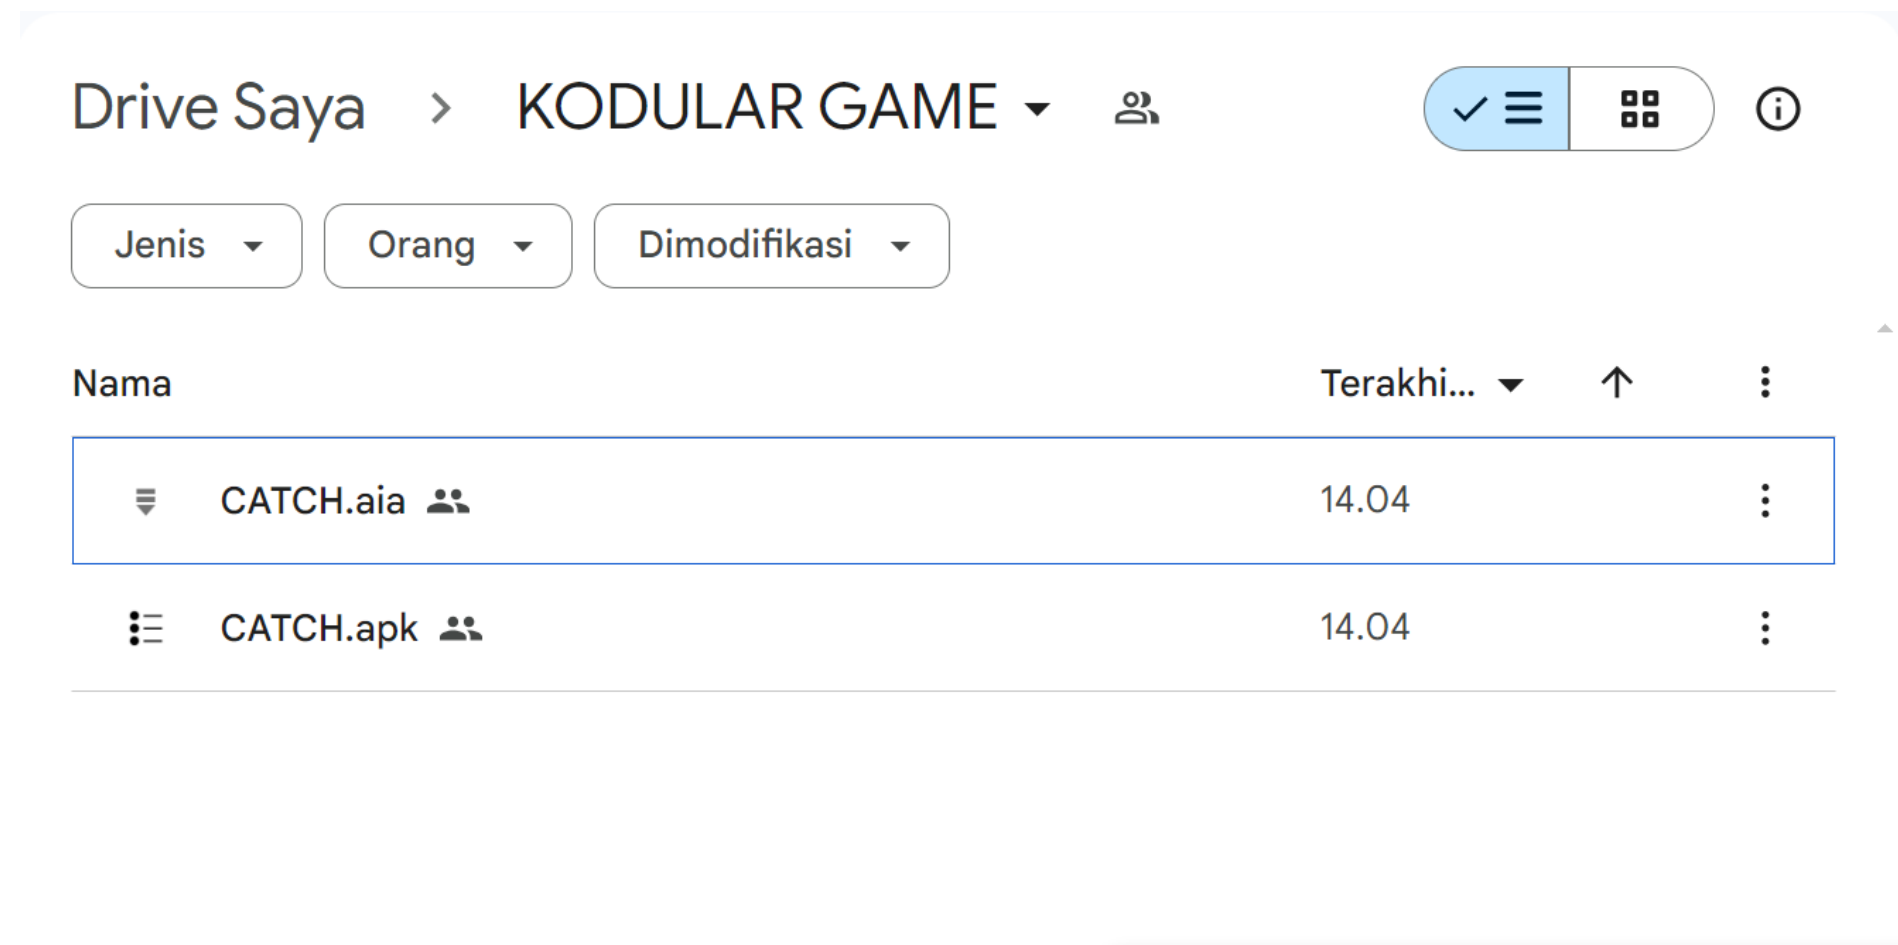 Drive Saya > KODULAR GAME
Jenis Orang Dimodifikasi
Nama Terakhi...
CATCH.aia 14.04
CATCH.apk 14.04